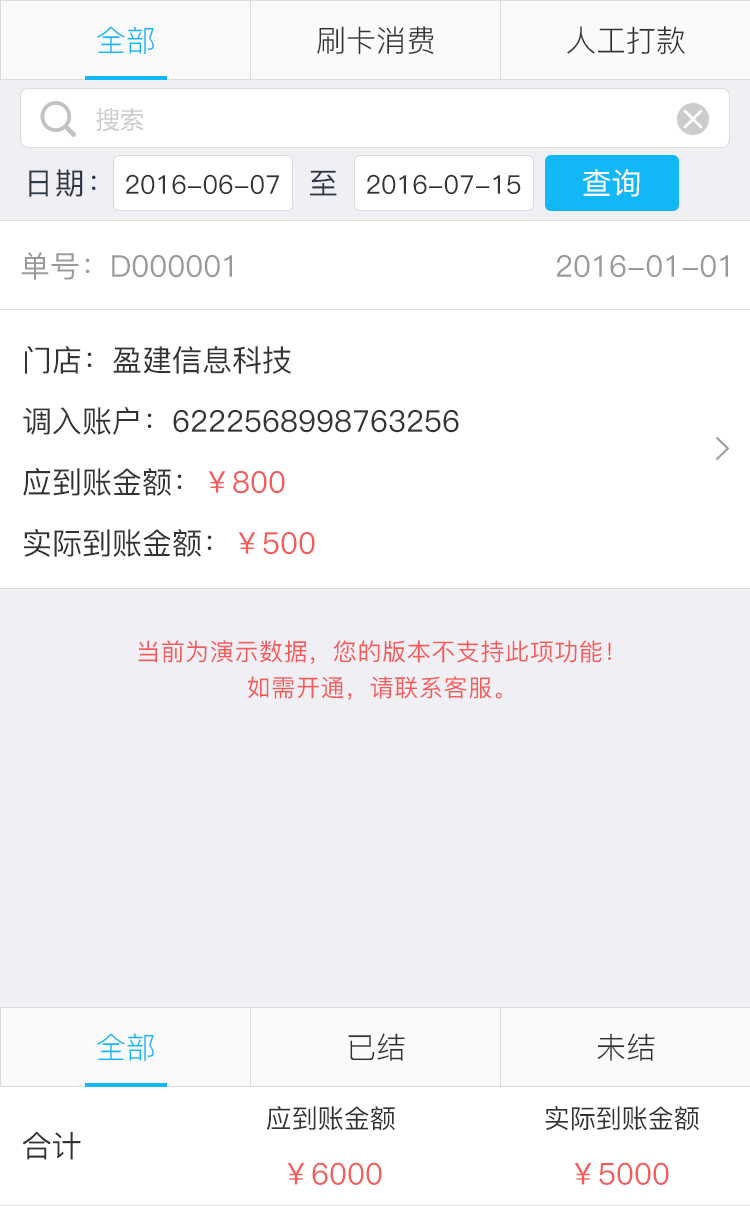 全部 刷卡消费 人工打款
搜索
日期： 2016-06-07 至 2016-07-15 查询
单号： D000001 2016-01-01
门店：盈建信息科技
调入账户：6222568998763256
应到账金额：￥800
实际到账金额：￥500
当前为演示数据，您的版本不支持此项功能！
如需开通，请联系客服。
全部 已结 未结
应到账金额 实际到账金额
合计
￥6000 ￥5000